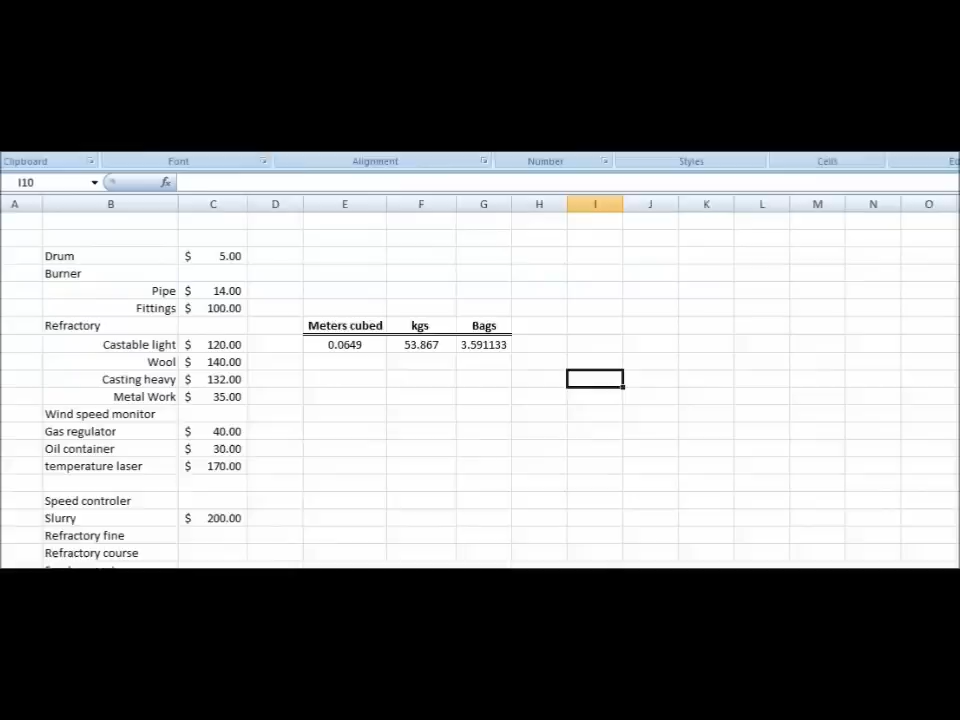 Clipboard Font Alignment Number Styles Cells
I10 fx
A B C D E F G H I J K L M N O
Drum $ 5.00
Burner
Pipe $ 14.00
Fittings $ 100.00
Refractory Meters cubed kgs Bags
Castable light $ 120.00 0.0649 53.867 3.591133
Wool $ 140.00
Casting heavy $ 132.00
Metal Work $ 35.00
Wind speed monitor
Gas regulator $ 40.00
Oil container $ 30.00
temperature laser $ 170.00
Speed controler
Slurry $ 200.00
Refractory fine
Refractory course